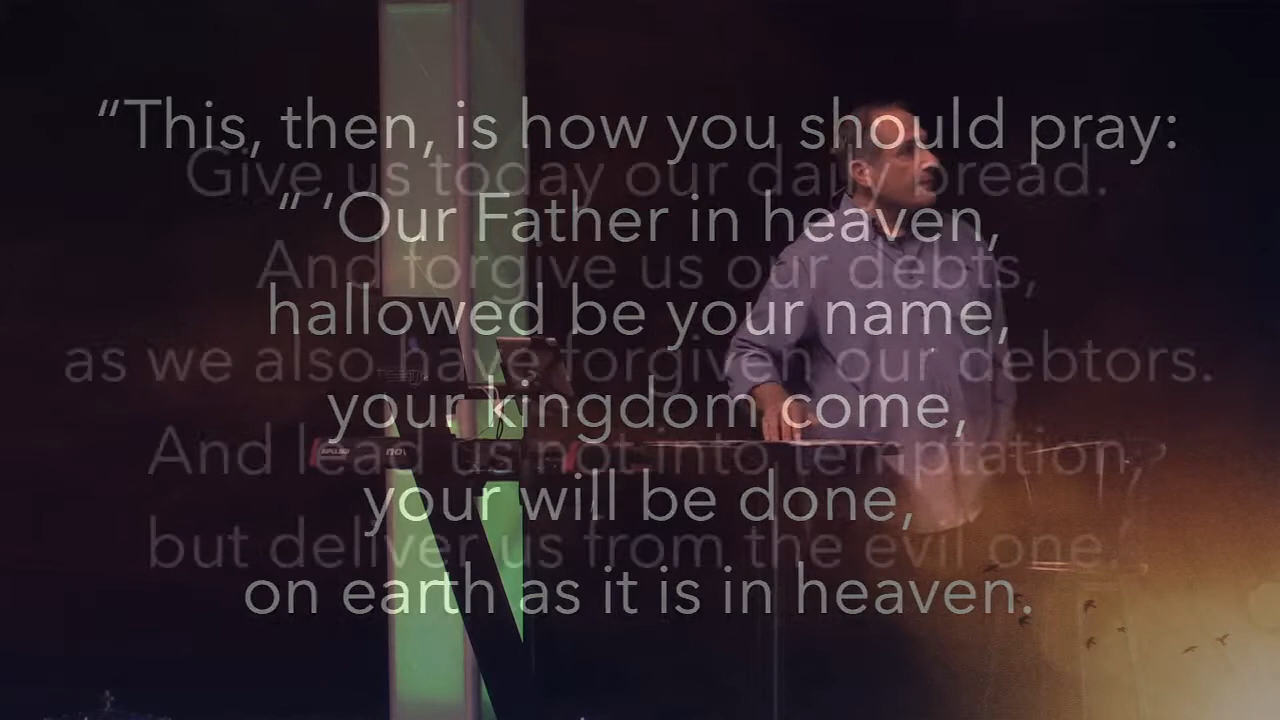 “This, then, is how you should pray:
Give us today our daily bread.
“ ‘Our Father in heaven,
And forgive us our debts,
hallowed be your name,
as we also have forgiven our debtors.
your kingdom come,
And lead us not into temptation,
your will be done,
but deliver us from the evil one.
on earth as it is in heaven.